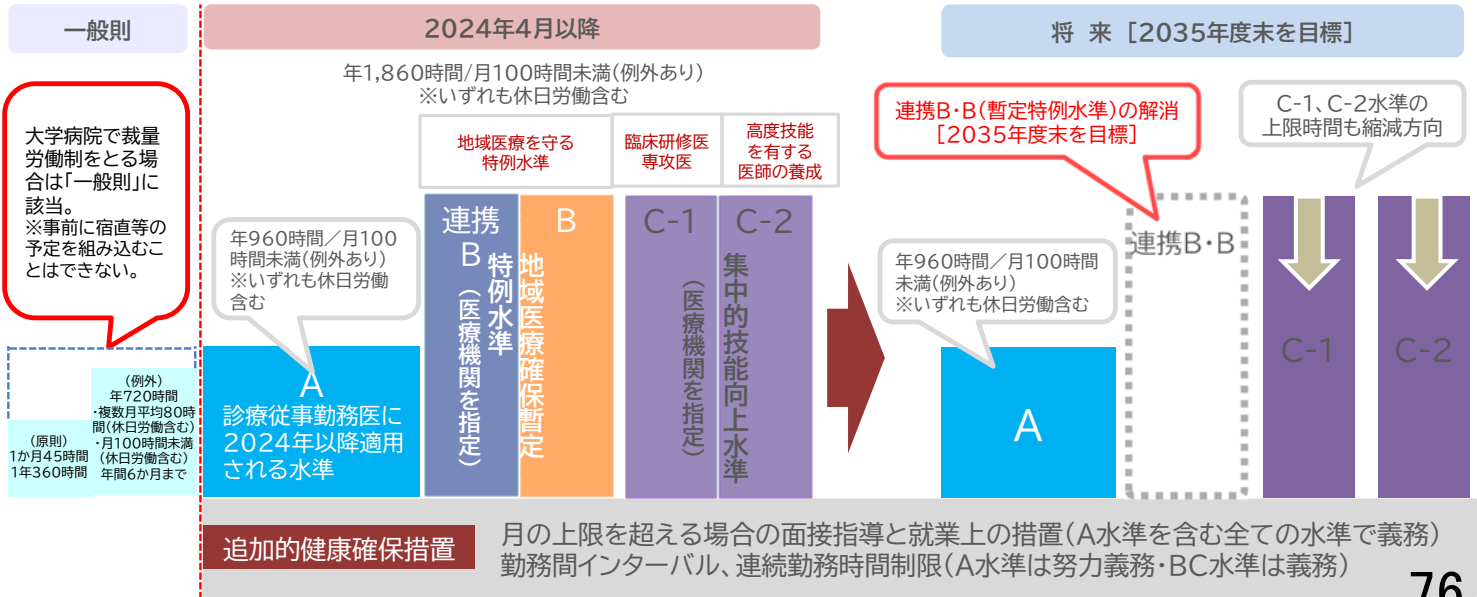 一般則
2024年4月以降
将 来 [2035年度末を目標]
大学病院で裁量
労働制をとる場
合は「一般則」に
該当。
※事前に宿直等の
予定を組み込むこ
とはできない。
年1,860時間/月100時間未満(例外あり)
※いずれも休日労働含む
地域医療を守る
特例水準
臨床研修医
専攻医
高度技能
を有する
医師の養成
連携B・B(暫定特例水準)の解消
[2035年度末を目標]
C-1、C-2水準の
上限時間も縮減方向
年960時間／月100
時間未満(例外あり)
※いずれも休日労働
含む
連携
B
B
地域医療確保暫定
特例水準
(医療機関を指定)
C-1
C-2
集中的技能向上水準
(医療機関を指定)
年960時間／月100時間
未満(例外あり)
※いずれも休日労働含む
連携B・B
C-1
C-2
(原則)
1か月45時間
1年360時間
(例外)
年720時間
・複数月平均80時
間(休日労働含む)
・月100時間未満
(休日労働含む)
年間6か月まで
A
診療従事勤務医に
2024年以降適用
される水準
A
追加的健康確保措置
月の上限を超える場合の面接指導と就業上の措置(A水準を含む全ての水準で義務)
勤務間インターバル、連続勤務時間制限(A水準は努力義務・BC水準は義務)
76